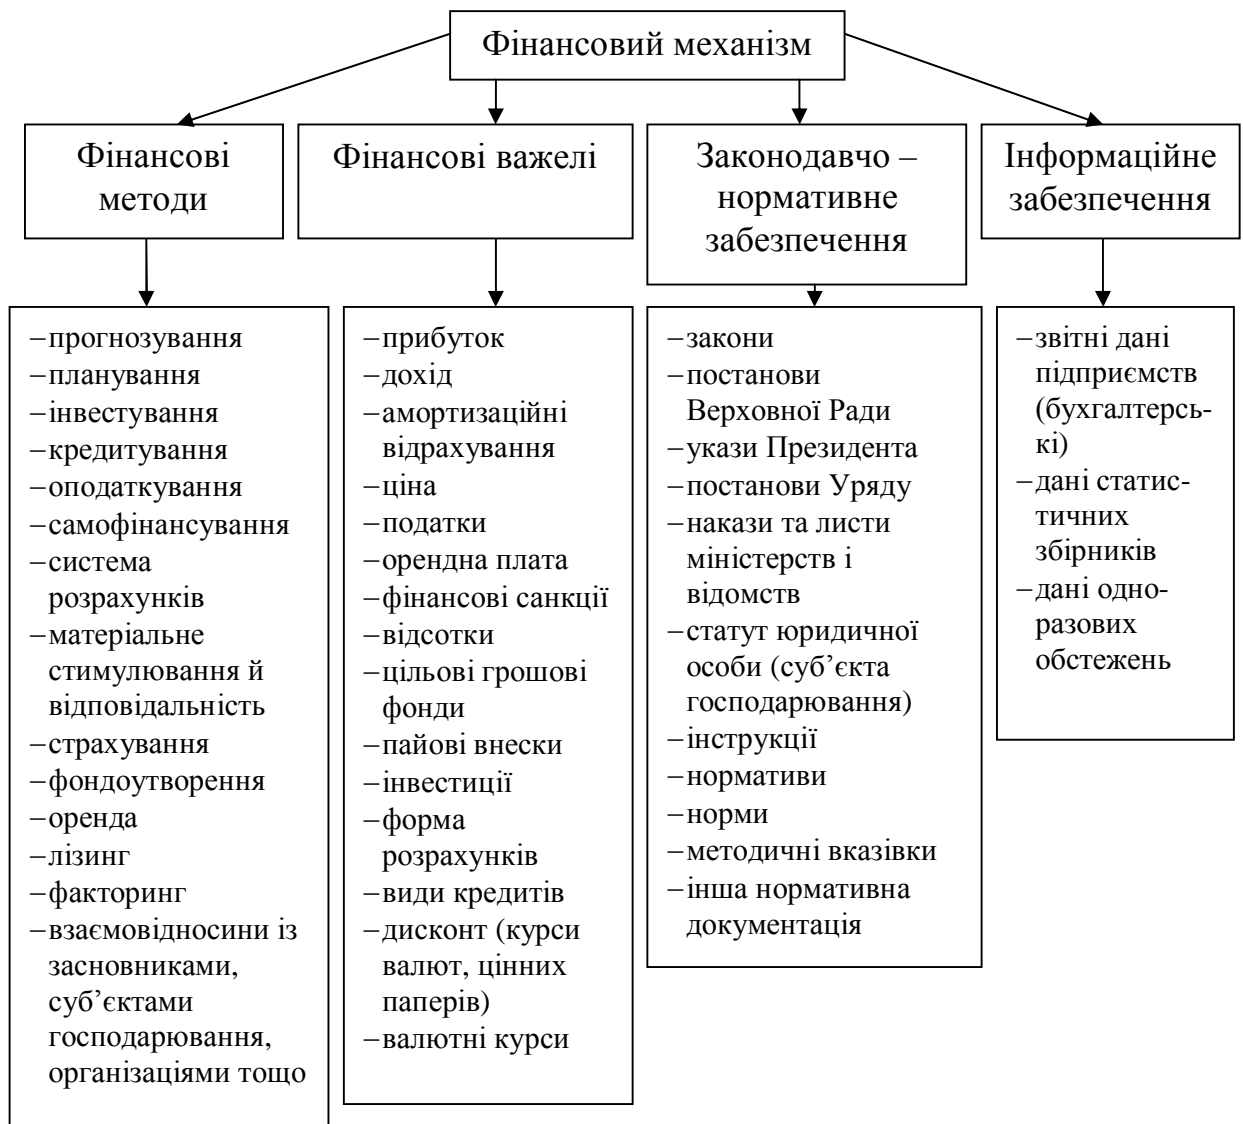 Фінансовий механізм
Фінансові
методи
Фінансові важелі
Законодавчо –
нормативне
забезпечення
Інформаційне
забезпечення
–прогнозування
–планування
–інвестування
–кредитування
–оподаткування
–самофінансування
–система
розрахунків
–матеріальне
стимулювання й
відповідальність
–страхування
–фондоутворення
–оренда
–лізинг
–факторинг
–взаємовідносини із
засновниками,
суб’єктами
господарювання,
організаціями тощо
–прибуток
–дохід
–амортизаційні
відрахування
–ціна
–податки
–орендна плата
–фінансові санкції
–відсотки
–цільові грошові
фонди
–пайові внески
–інвестиції
–форма
розрахунків
–види кредитів
–дисконт (курси
валют, цінних
паперів)
–валютні курси
–закони
–постанови
Верховної Ради
–укази Президента
–постанови Уряду
–накази та листи
міністерств і
відомств
–статут юридичної
особи (суб’єкта
господарювання)
–інструкції
–нормативи
–норми
–методичні вказівки
–інша нормативна
документація
–звітні дані
підприємств
(бухгалтерсь-
кі)
–дані статис-
тичних
збірників
–дані одно-
разових
обстежень